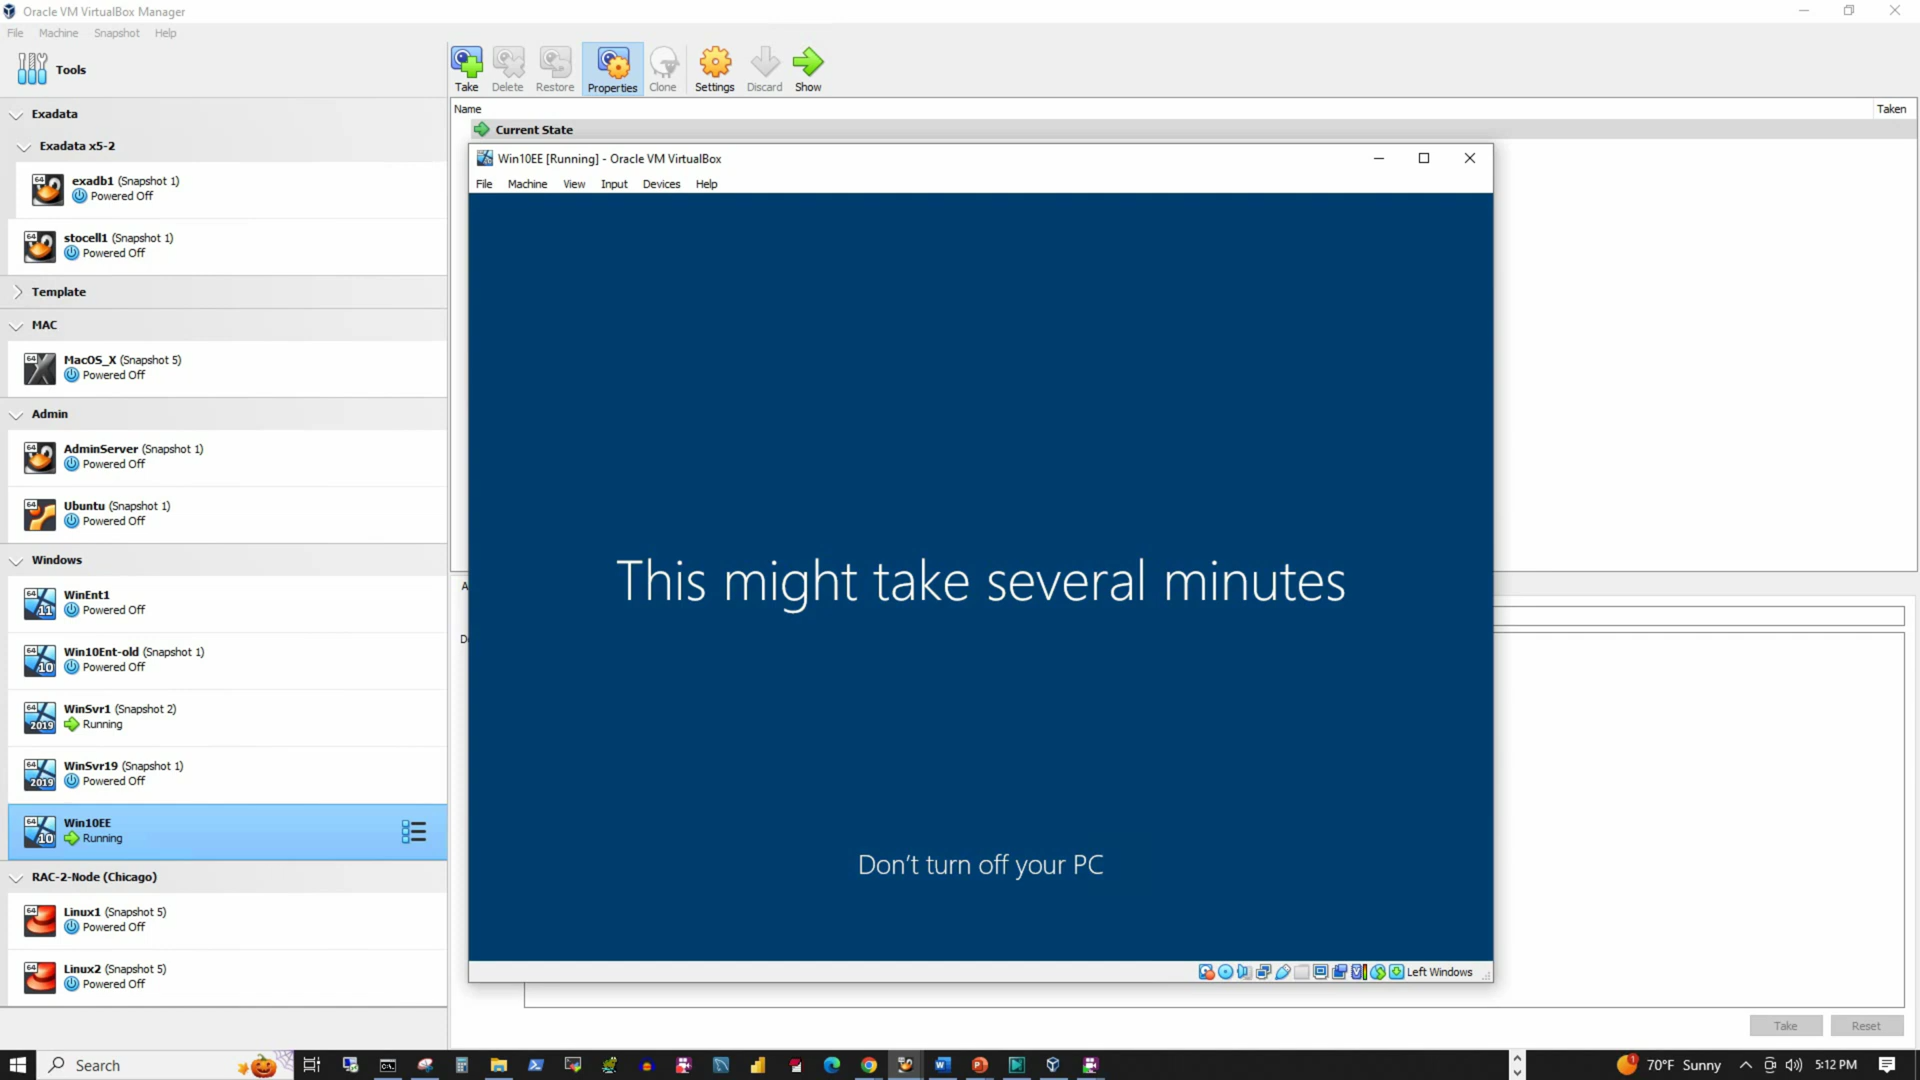 Oracle VM VirtualBox Manager
File Machine Snapshot Help
Tools
Take Delete Restore Properties Clone Settings Discard Show
Name Taken
Current State
Exadata
Exadata x5-2
exadb1 (Snapshot 1)
Powered Off
stocell1 (Snapshot 1)
Powered Off
Template
MAC
MacOS_X (Snapshot 5)
Powered Off
Admin
AdminServer (Snapshot 1)
Powered Off
Ubuntu (Snapshot 1)
Powered Off
Windows
WinEnt1
Powered Off
Win10Ent-old (Snapshot 1)
Powered Off
WinSvr1 (Snapshot 2)
Running
WinSvr19 (Snapshot 1)
Powered Off
Win10EE
Running
RAC-2-Node (Chicago)
Linux1 (Snapshot 5)
Powered Off
Linux2 (Snapshot 5)
Powered Off
Win10EE [Running] - Oracle VM VirtualBox
File Machine View Input Devices Help
This might take several minutes
Don't turn off your PC
Left Windows
Take Reset
Search
70°F Sunny 5:12 PM